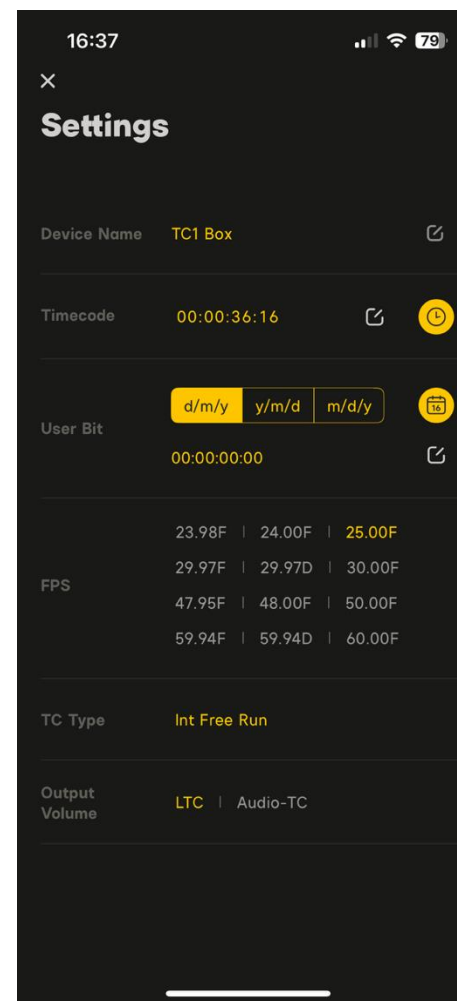 16:37
79
Settings
Device Name TC1 Box
Timecode 00:00:36:16
d/m/y y/m/d m/d/y 16
User Bit
00:00:00:00
23.98F | 24.00F | 25.00F
29.97F | 29.97D | 30.00F
FPS
47.95F | 48.00F | 50.00F
59.94F | 59.94D | 60.00F
TC Type Int Free Run
Output
Volume
LTC | Audio-TC